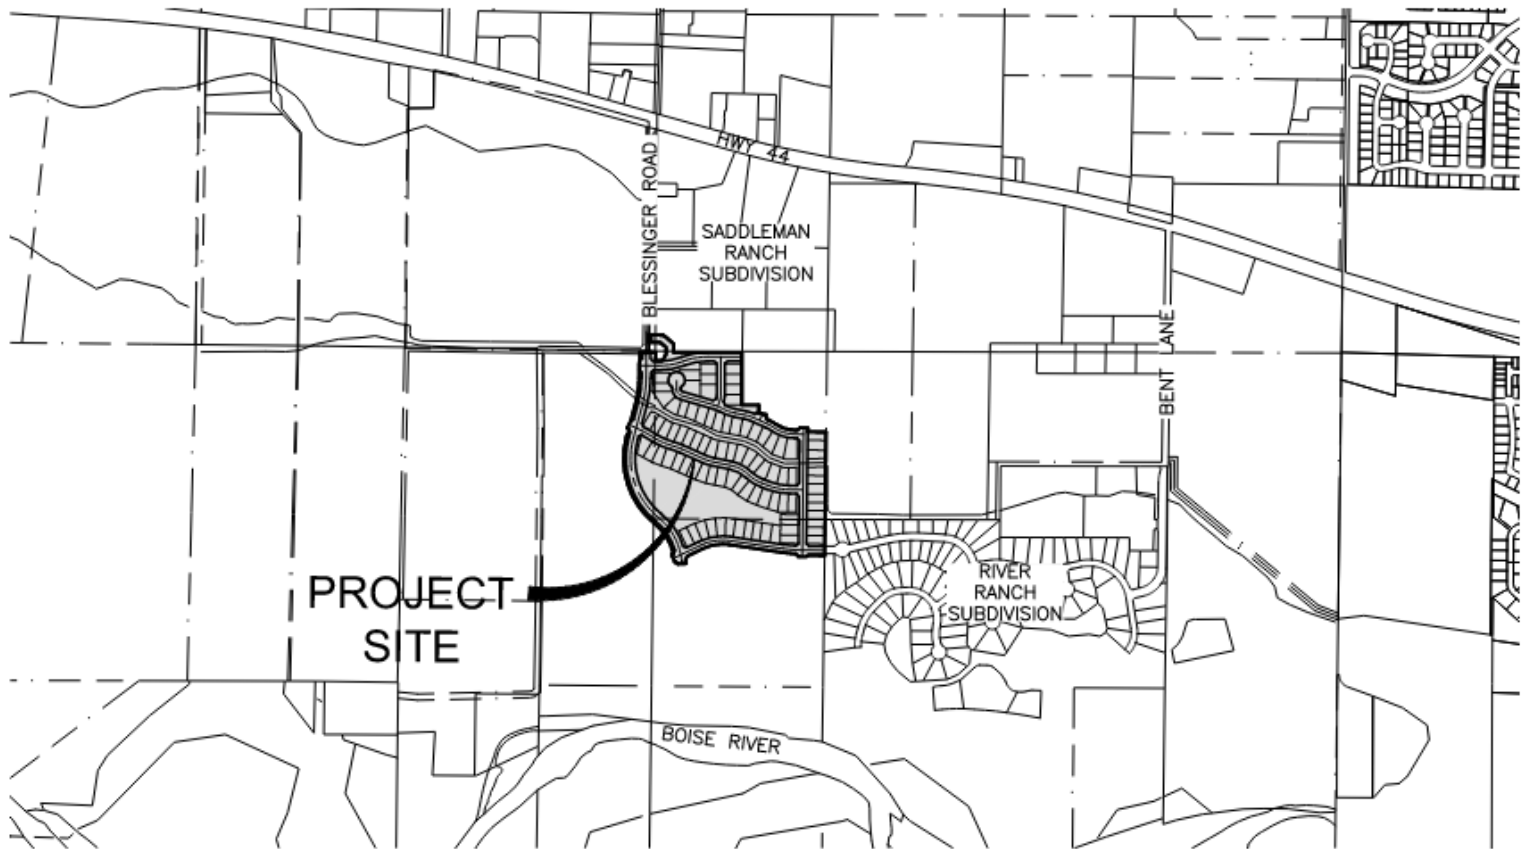 HWY 44
BLESSINGER ROAD
SADDLEMAN
RANCH
SUBDIVISION
BENT LANE
PROJECT
SITE
RIVER
RANCH
SUBDIVISION
BOISE RIVER